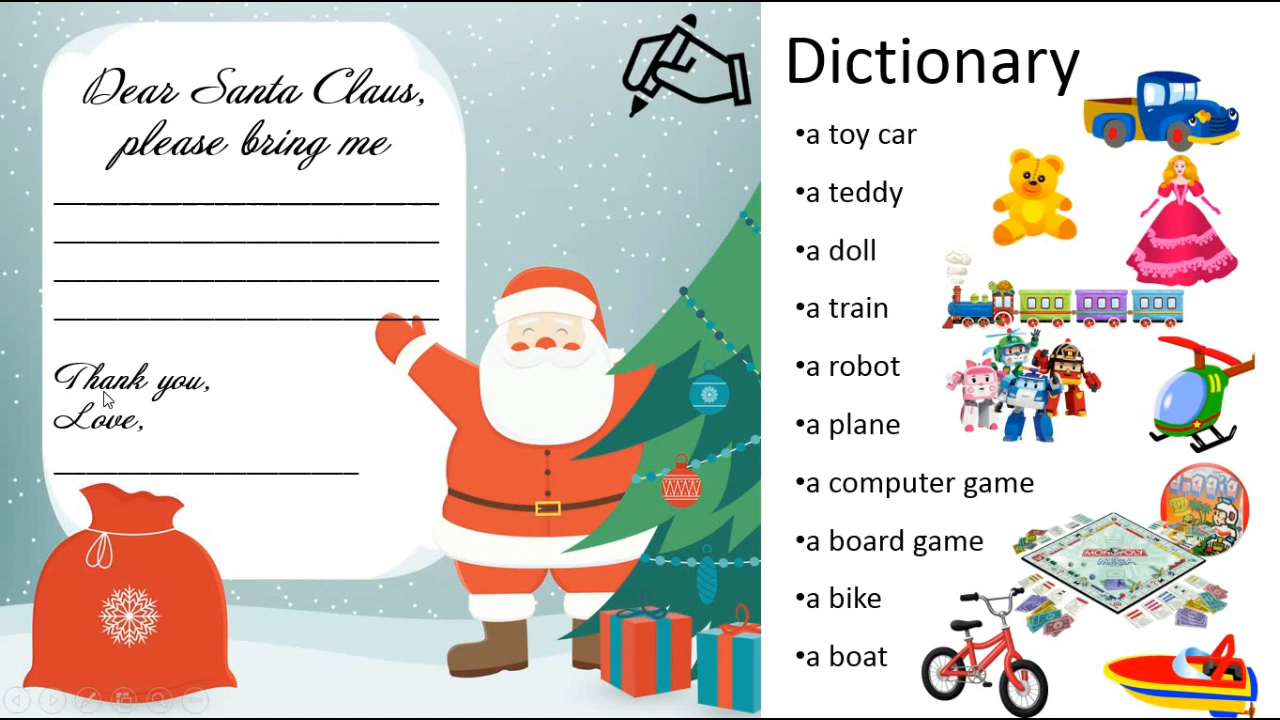 Dear Santa Claus,
please bring me
Thank you,
Love,
Dictionary
•a toy car
•a teddy
•a doll
•a train
•a robot
•a plane
•a computer game
•a board game
•a bike
•a boat
MONOPOLY
MEGA